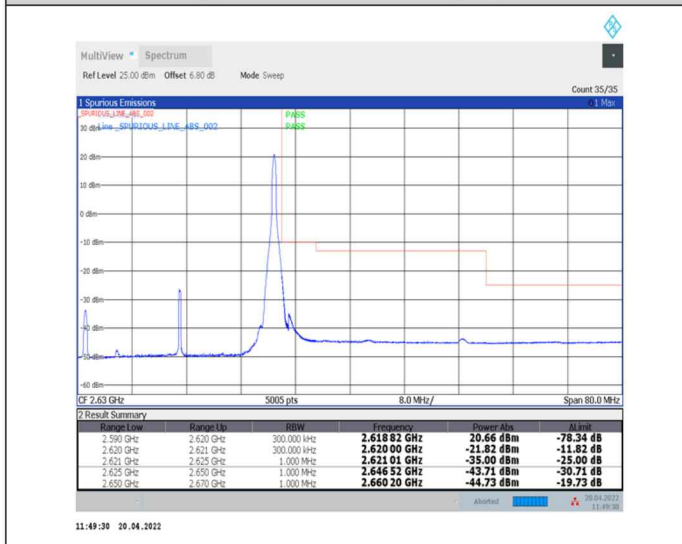 MultiView Spectrum
Ref Level 25.00 dBm Offset 6.80 dB Mode Sweep
Count 35/35
1 Spurious Emissions 1 Max
_SPURIOUS_LINE_ABS_002 PASS
30 dBm Line _SPURIOUS_LINE_ABS_002 PASS
20 dBm
10 dBm
0 dBm
-10 dBm
-20 dBm
-30 dBm
-40 dBm
-50 dBm
-60 dBm
CF 2.63 GHz 5005 pts 8.0 MHz/ Span 80.0 MHz
2 Result Summary
Range Low Range Up RBW Frequency Power Abs ΔLimit
2.590 GHz 2.620 GHz 300.000 kHz 2.618 82 GHz 20.66 dBm -78.34 dB
2.620 GHz 2.621 GHz 300.000 kHz 2.620 00 GHz -21.82 dBm -11.82 dB
2.621 GHz 2.625 GHz 1.000 MHz 2.621 01 GHz -35.00 dBm -25.00 dB
2.625 GHz 2.650 GHz 1.000 MHz 2.646 52 GHz -43.71 dBm -30.71 dB
2.650 GHz 2.670 GHz 1.000 MHz 2.660 20 GHz -44.73 dBm -19.73 dB
Aborted 20.04.2022
11:49:30
11:49:30 20.04.2022